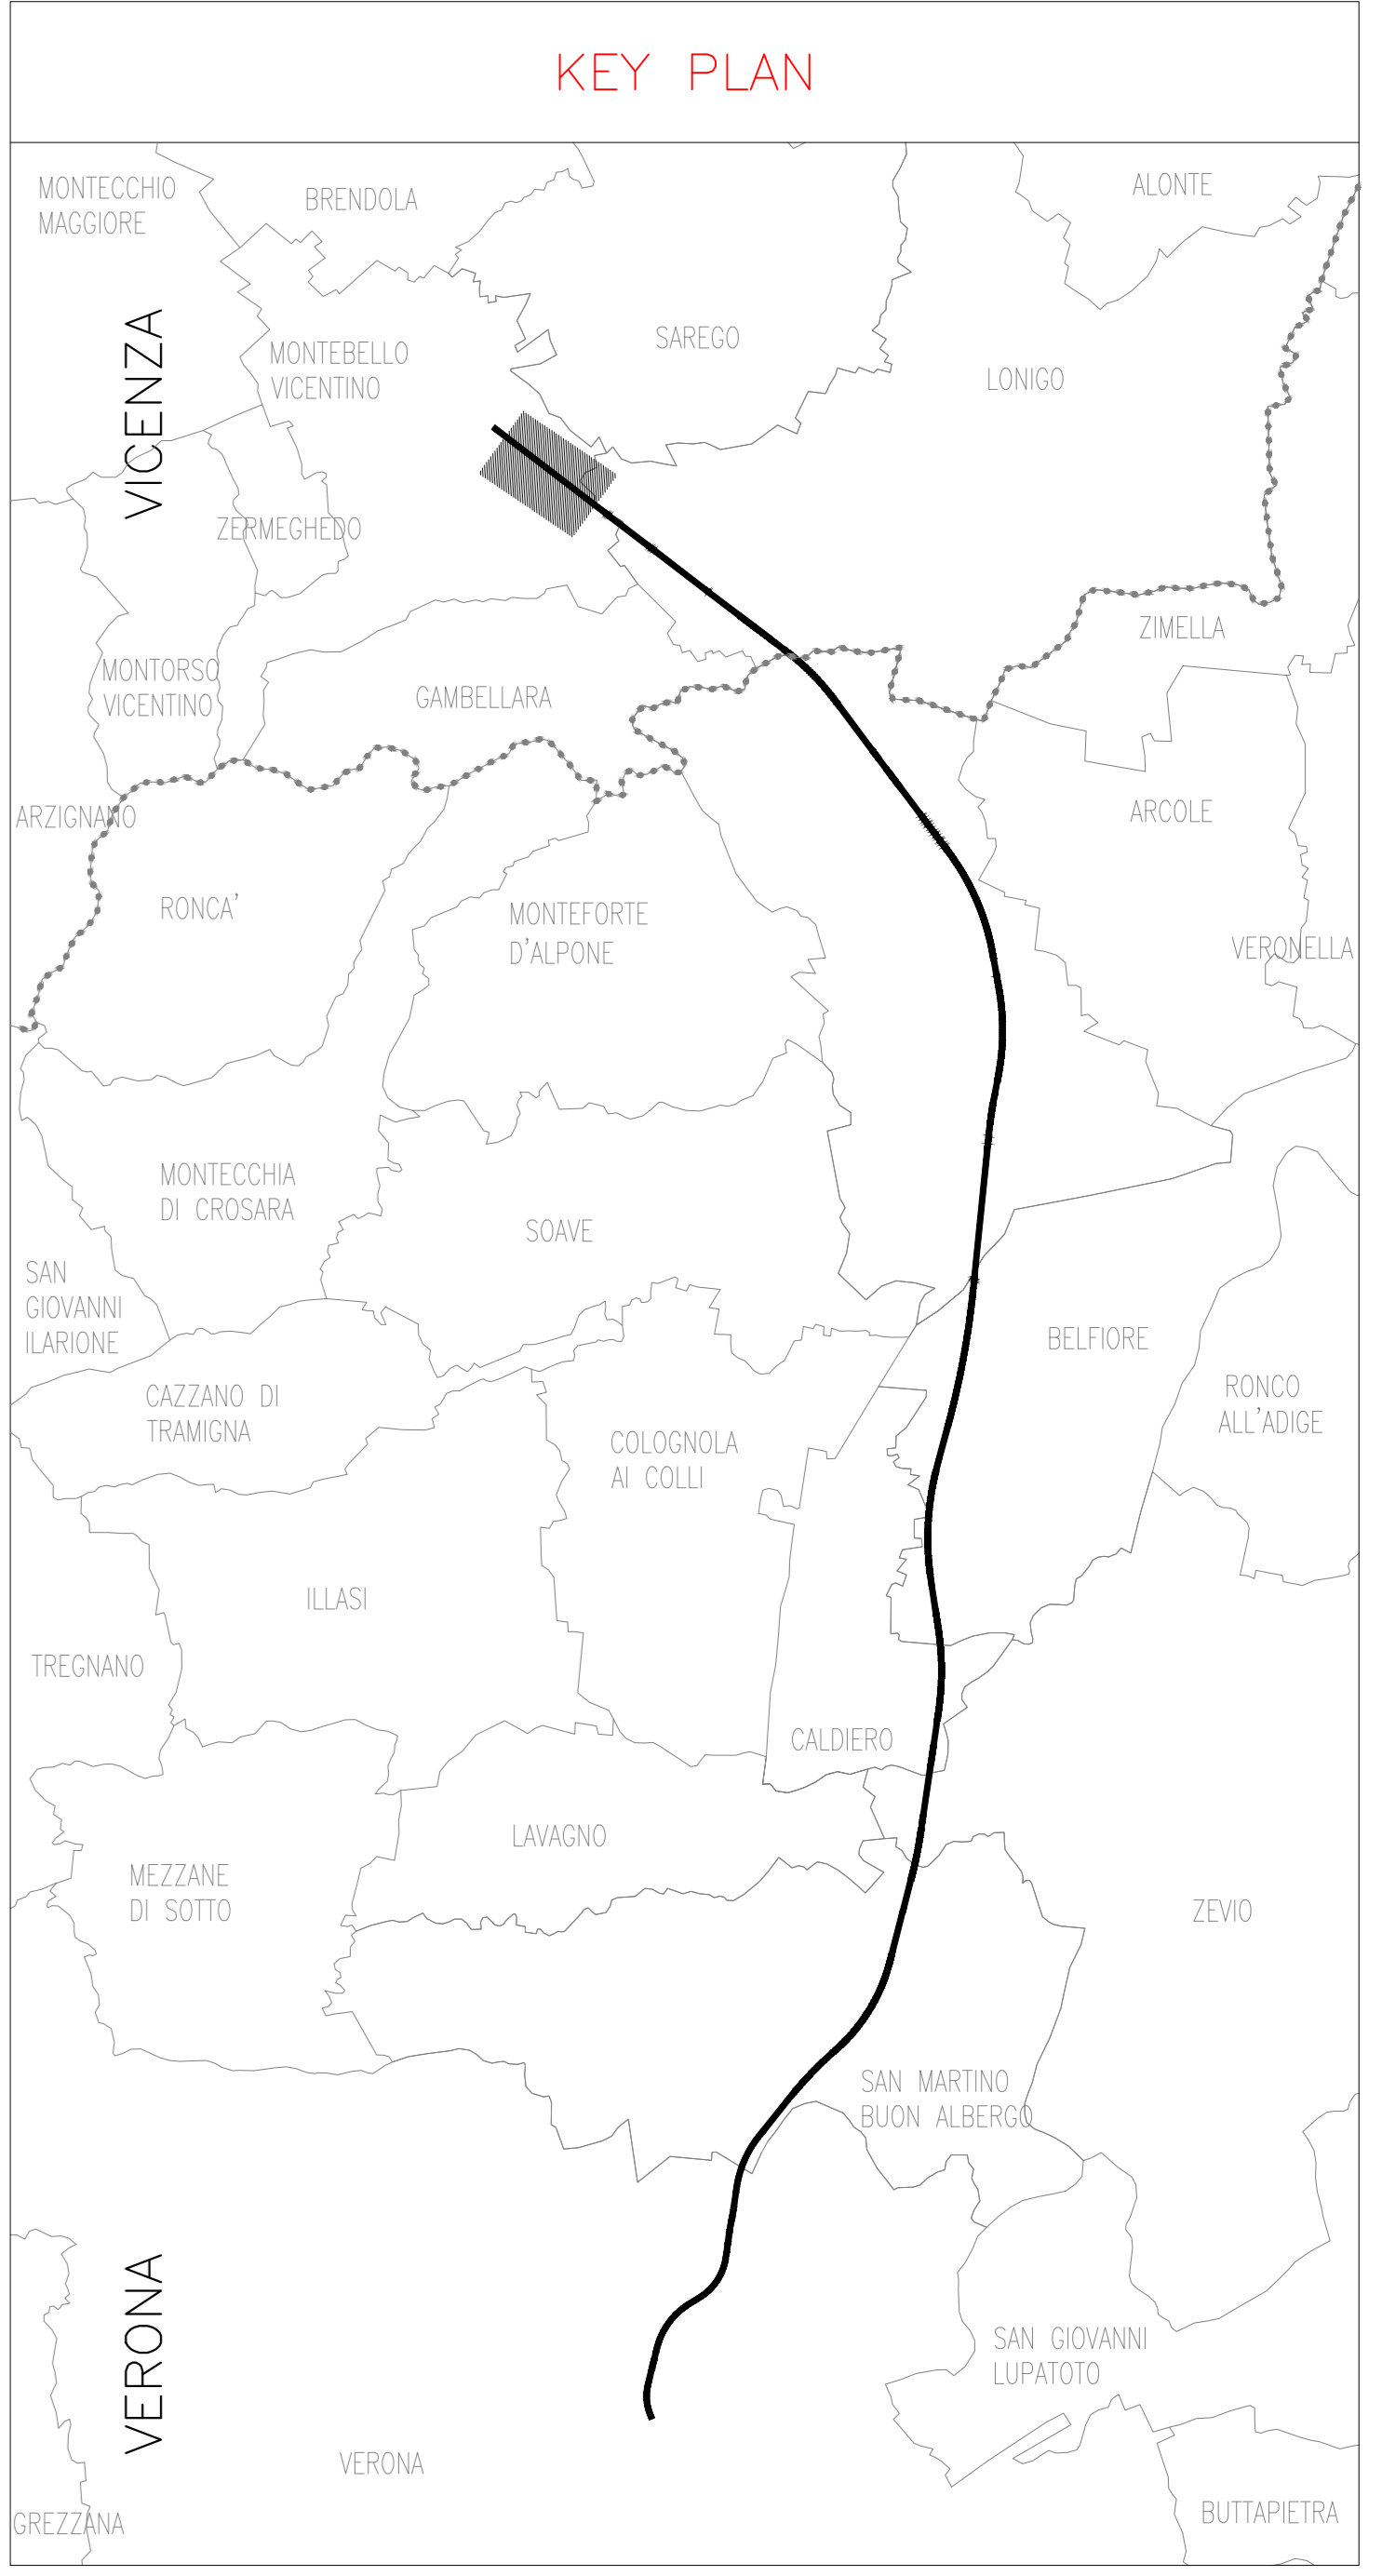 KEY PLAN
MONTECCHIO
MAGGIORE
BRENDOLA
ALONTE
VICENZA
SAREGO
MONTEBELLO
VICENTINO
LONIGO
ZERMEGHEDO
ZIMELLA
MONTORSO
VICENTINO
GAMBELLARA
ARZIGNANO
ARCOLE
RONCA'
MONTEFORTE
D'ALPONE
VERONELLA
MONTECCHIA
DI CROSARA
SOAVE
SAN
GIOVANNI
ILARIONE
BELFIORE
CAZZANO DI
TRAMIGNA
RONCO
ALL'ADIGE
COLOGNOLA
AI COLLI
ILLASI
TREGNANO
CALDIERO
LAVAGNO
MEZZANE
DI SOTTO
ZEVIO
SAN MARTINO
BUON ALBERGO
VERONA
SAN GIOVANNI
LUPATOTO
VERONA
BUTTAPIETRA
GREZZANA